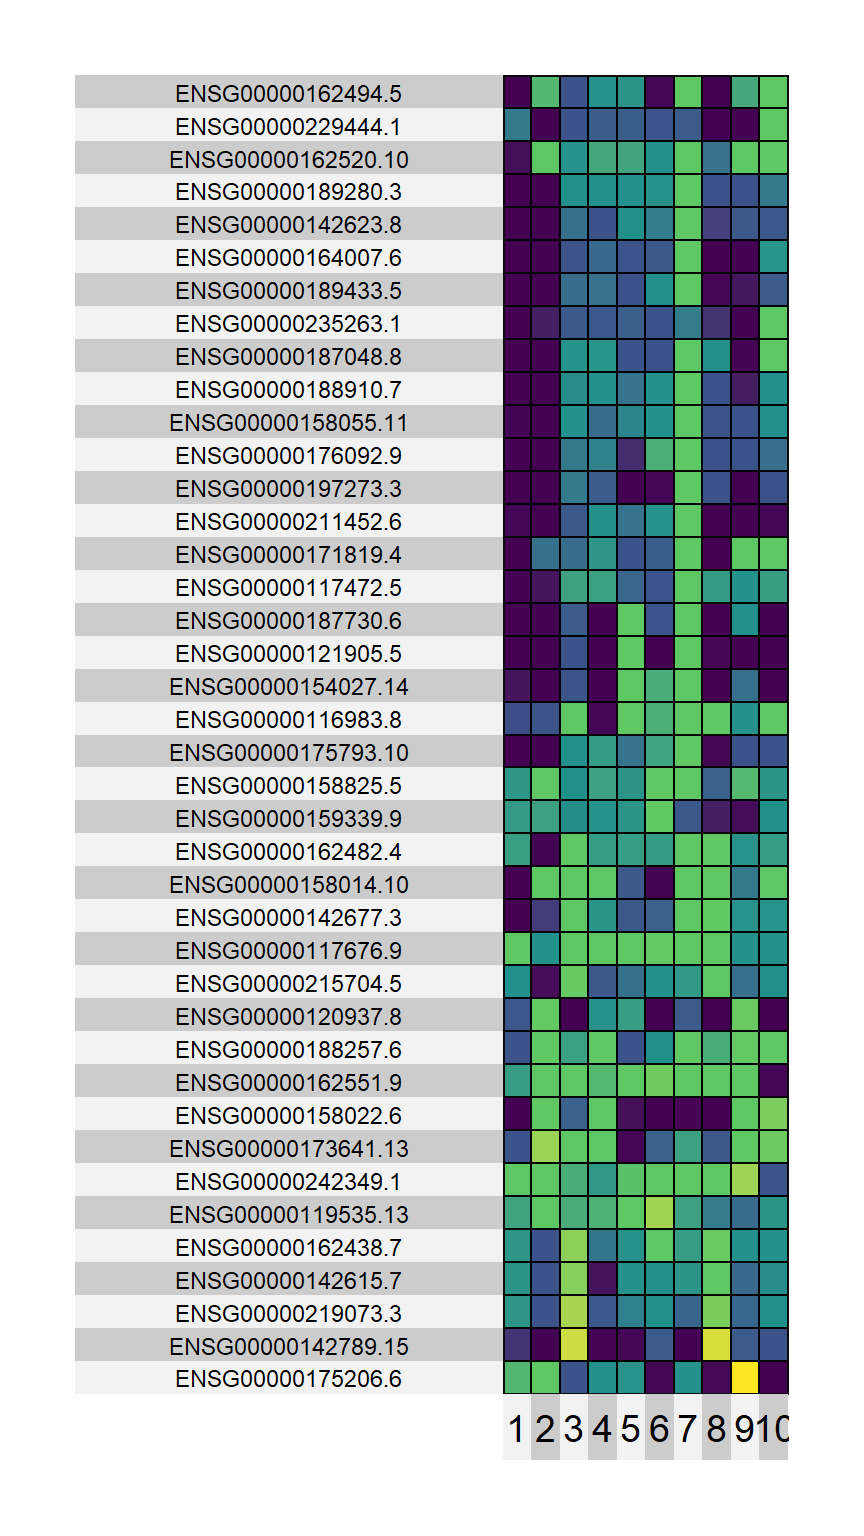 ENSG00000162494.5
ENSG00000229444.1
ENSG00000162520.10
ENSG00000189280.3
ENSG00000142623.8
ENSG00000164007.6
ENSG00000189433.5
ENSG00000235263.1
ENSG00000187048.8
ENSG00000188910.7
ENSG00000158055.11
ENSG00000176092.9
ENSG00000197273.3
ENSG00000211452.6
ENSG00000171819.4
ENSG00000117472.5
ENSG00000187730.6
ENSG00000121905.5
ENSG00000154027.14
ENSG00000116983.8
ENSG00000175793.10
ENSG00000158825.5
ENSG00000159339.9
ENSG00000162482.4
ENSG00000158014.10
ENSG00000142677.3
ENSG00000117676.9
ENSG00000215704.5
ENSG00000120937.8
ENSG00000188257.6
ENSG00000162551.9
ENSG00000158022.6
ENSG00000173641.13
ENSG00000242349.1
ENSG00000119535.13
ENSG00000162438.7
ENSG00000142615.7
ENSG00000219073.3
ENSG00000142789.15
ENSG00000175206.6
1 2 3 4 5 6 7 8 9 10